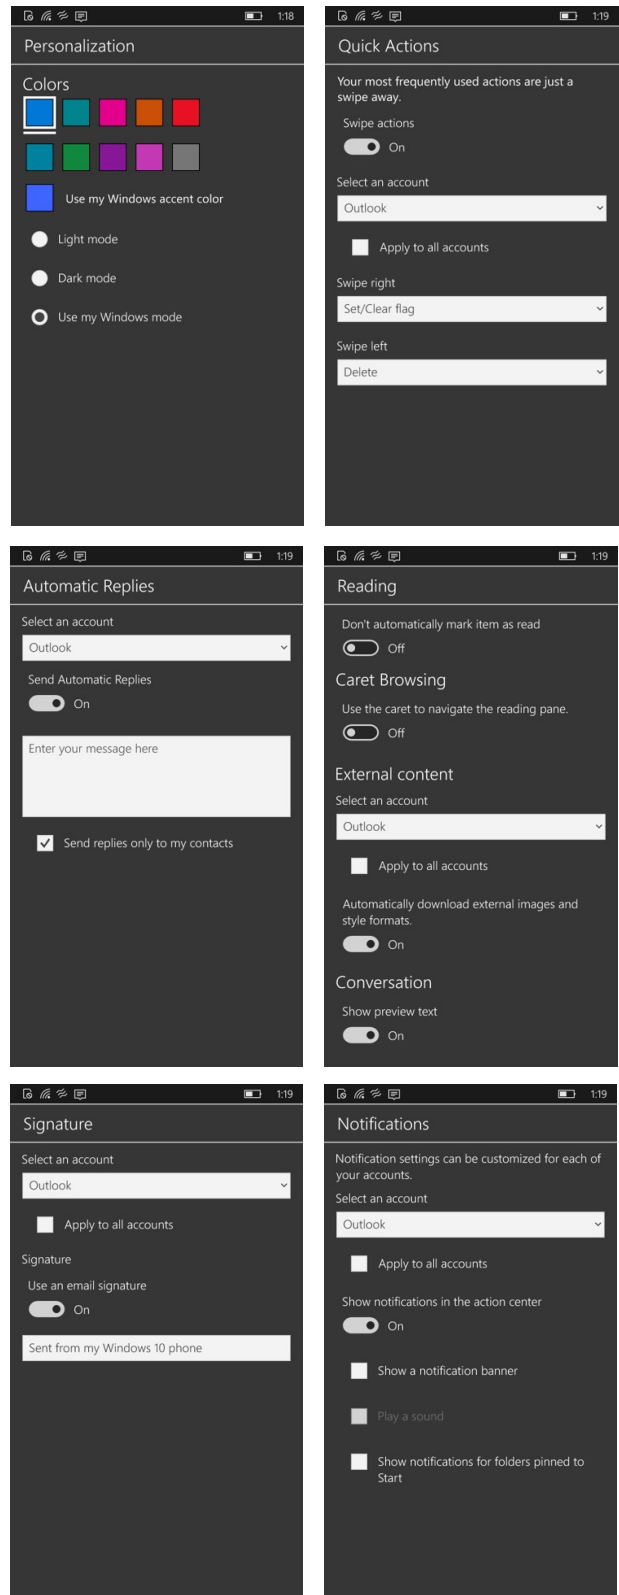 1:18
Personalization
Colors
Use my Windows accent color
Light mode
Dark mode
Use my Windows mode
1:19
Quick Actions
Your most frequently used actions are just a
swipe away.
Swipe actions
On
Select an account
Outlook
Apply to all accounts
Swipe right
Set/Clear flag
Swipe left
Delete
1:19
Automatic Replies
Select an account
Outlook
Send Automatic Replies
On
Enter your message here
Send replies only to my contacts
1:19
Reading
Don't automatically mark item as read
Off
Caret Browsing
Use the caret to navigate the reading pane.
Off
External content
Select an account
Outlook
Apply to all accounts
Automatically download external images and
style formats.
On
Conversation
Show preview text
On
1:19
Signature
Select an account
Outlook
Apply to all accounts
Signature
Use an email signature
On
Sent from my Windows 10 phone
1:19
Notifications
Notification settings can be customized for each of
your accounts.
Select an account
Outlook
Apply to all accounts
Show notifications in the action center
On
Show a notification banner
Play a sound
Show notifications for folders pinned to
Start